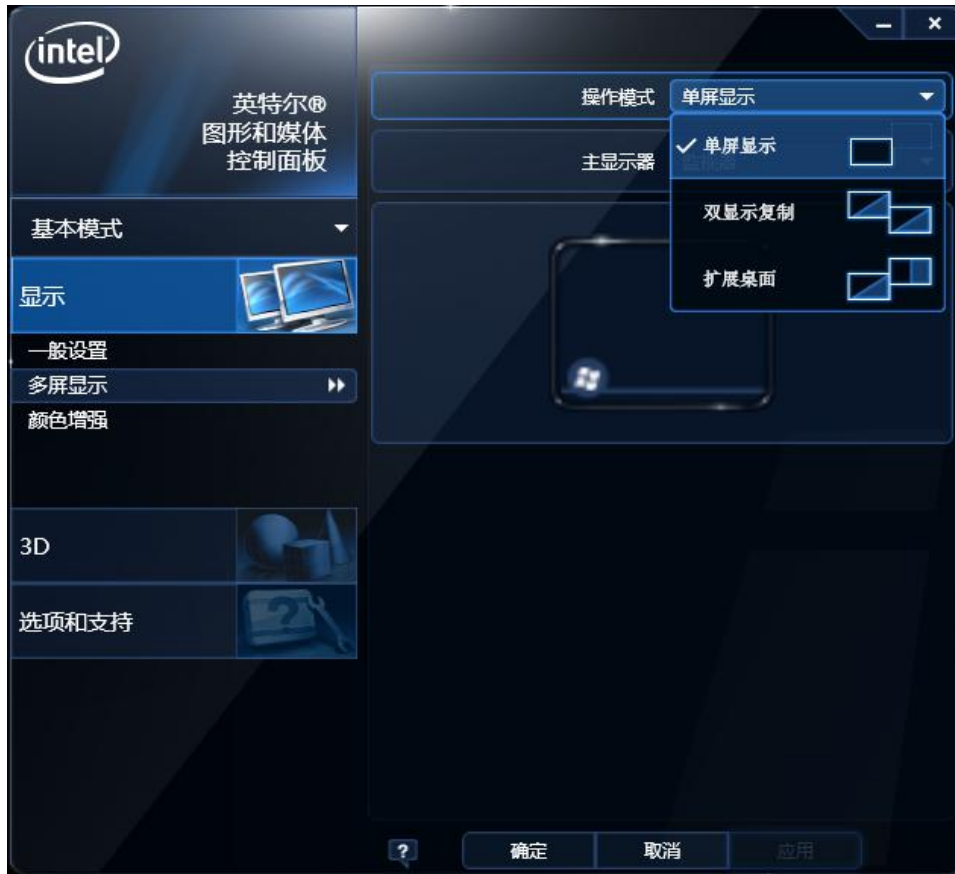 intel
英特尔®
图形和媒体
控制面板
操作模式 单屏显示
单屏显示
主显示器
双显示复制
扩展桌面
基本模式
显示
一般设置
多屏显示
颜色增强
3D
选项和支持
?
确定 取消 应用